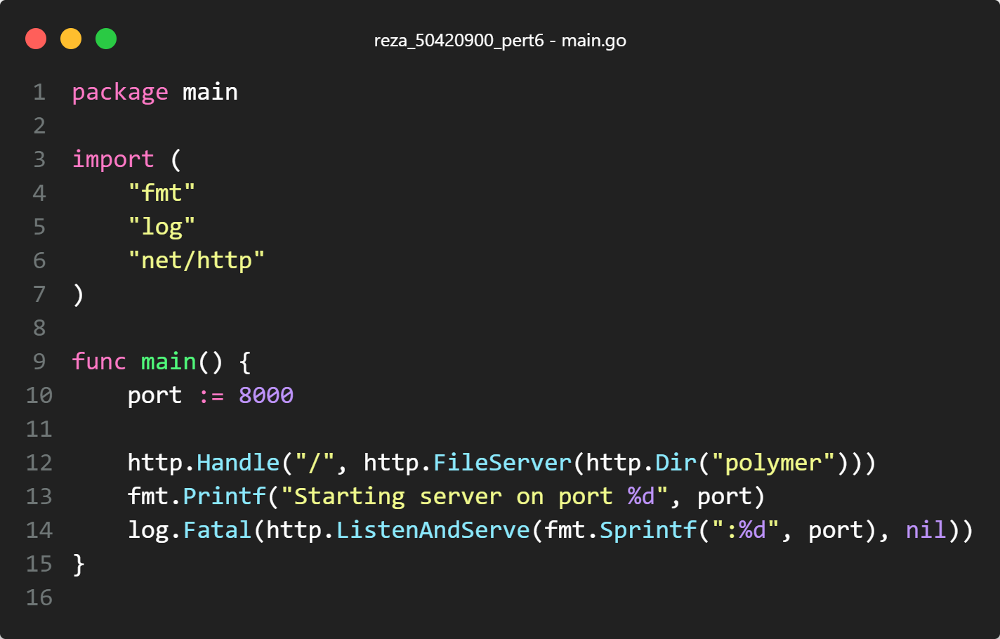 reza_50420900_pert6 - main.go
1 package main
2
3 import (
4     "fmt"
5     "log"
6     "net/http"
7 )
8
9 func main() {
10     port := 8000
11
12     http.Handle("/", http.FileServer(http.Dir("polymer")))
13     fmt.Printf("Starting server on port %d", port)
14     log.Fatal(http.ListenAndServe(fmt.Sprintf(":%d", port), nil))
15 }
16